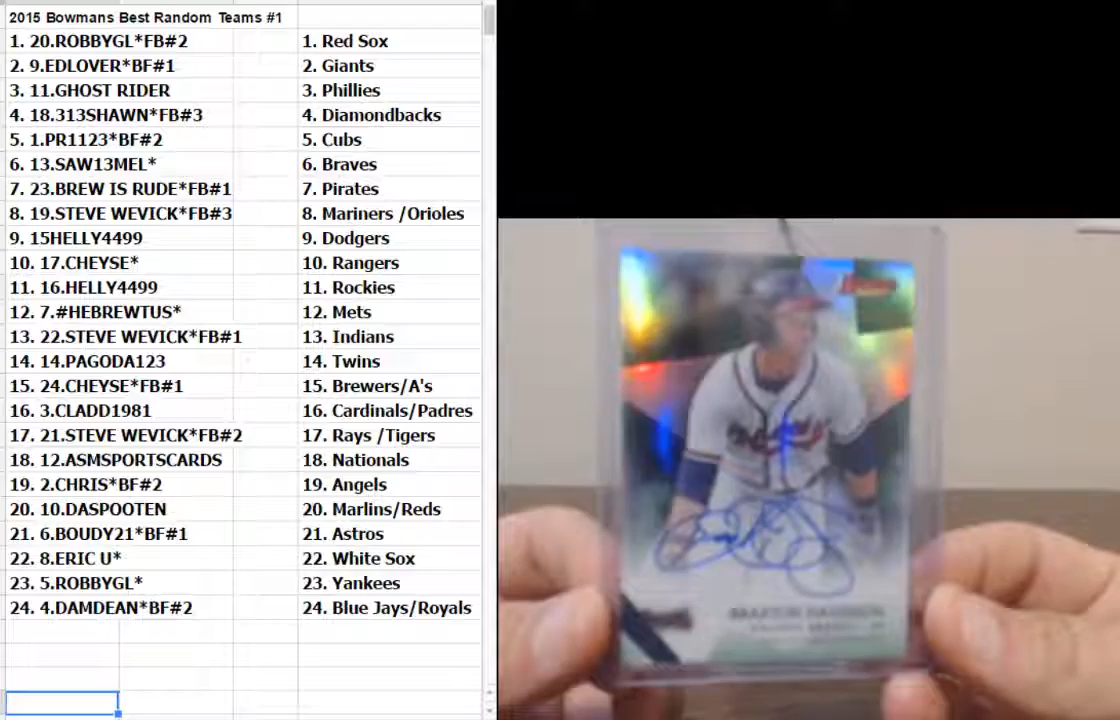 2015 Bowmans Best Random Teams #1
1. 20.ROBBYGL*FB#2 1. Red Sox
2. 9.EDLOVER*BF#1 2. Giants
3. 11.GHOST RIDER 3. Phillies
4. 18.313SHAWN*FB#3 4. Diamondbacks
5. 1.PR1123*BF#2 5. Cubs
6. 13.SAW13MEL* 6. Braves
7. 23.BREW IS RUDE*FB#1 7. Pirates
8. 19.STEVE WEVICK*FB#3 8. Mariners /Orioles
9. 15HELLY4499 9. Dodgers
10. 17.CHEYSE* 10. Rangers
11. 16.HELLY4499 11. Rockies
12. 7.#HEBREWTUS* 12. Mets
13. 22.STEVE WEVICK*FB#1 13. Indians
14. 14.PAGODA123 14. Twins
15. 24.CHEYSE*FB#1 15. Brewers/A's
16. 3.CLADD1981 16. Cardinals/Padres
17. 21.STEVE WEVICK*FB#2 17. Rays /Tigers
18. 12.ASMSPORTSCARDS 18. Nationals
19. 2.CHRIS*BF#2 19. Angels
20. 10.DASPOOTEN 20. Marlins/Reds
21. 6.BOUDY21*BF#1 21. Astros
22. 8.ERIC U* 22. White Sox
23. 5.ROBBYGL* 23. Yankees
24. 4.DAMDEAN*BF#2 24. Blue Jays/Royals
BRAXTON DAVIDSON